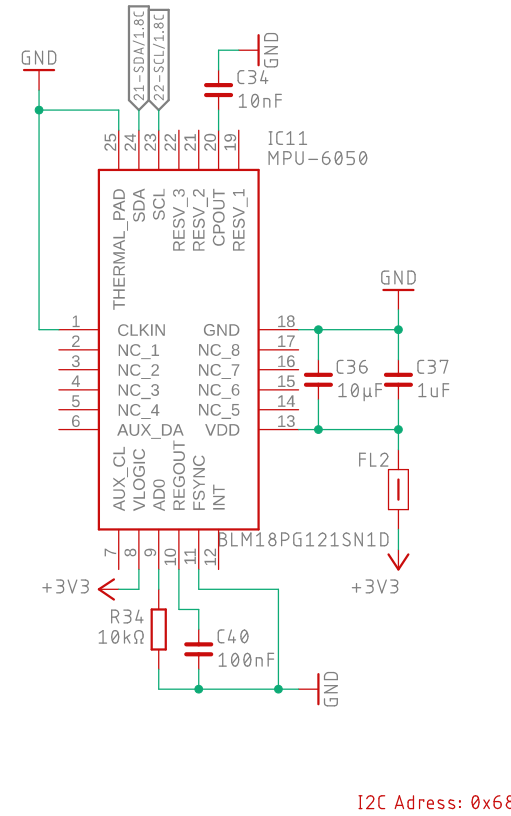 21-SDA/1.8C
22-SCL/1.8C
GND
GND
C34
10nF
25
24
23
22
21
20
19
IC11
MPU-6050
THERMAL_PAD
SDA
SCL
RESV_3
RESV_2
CPOUT
RESV_1
GND
1 CLKIN GND 18
2 NC_1 NC_8 17
3 NC_2 NC_7 16
4 NC_3 NC_6 15
5 NC_4 NC_5 14
6 AUX_DA VDD 13
C36
10µF
C37
1uF
AUX_CL
VLOGIC
AD0
REGOUT
FSYNC
INT
FL2
BLM18PG121SN1D
7
8
9
10
11
12
+3V3
+3V3
R34
10kΩ
C40
100nF
GND
I2C Adress: 0x68